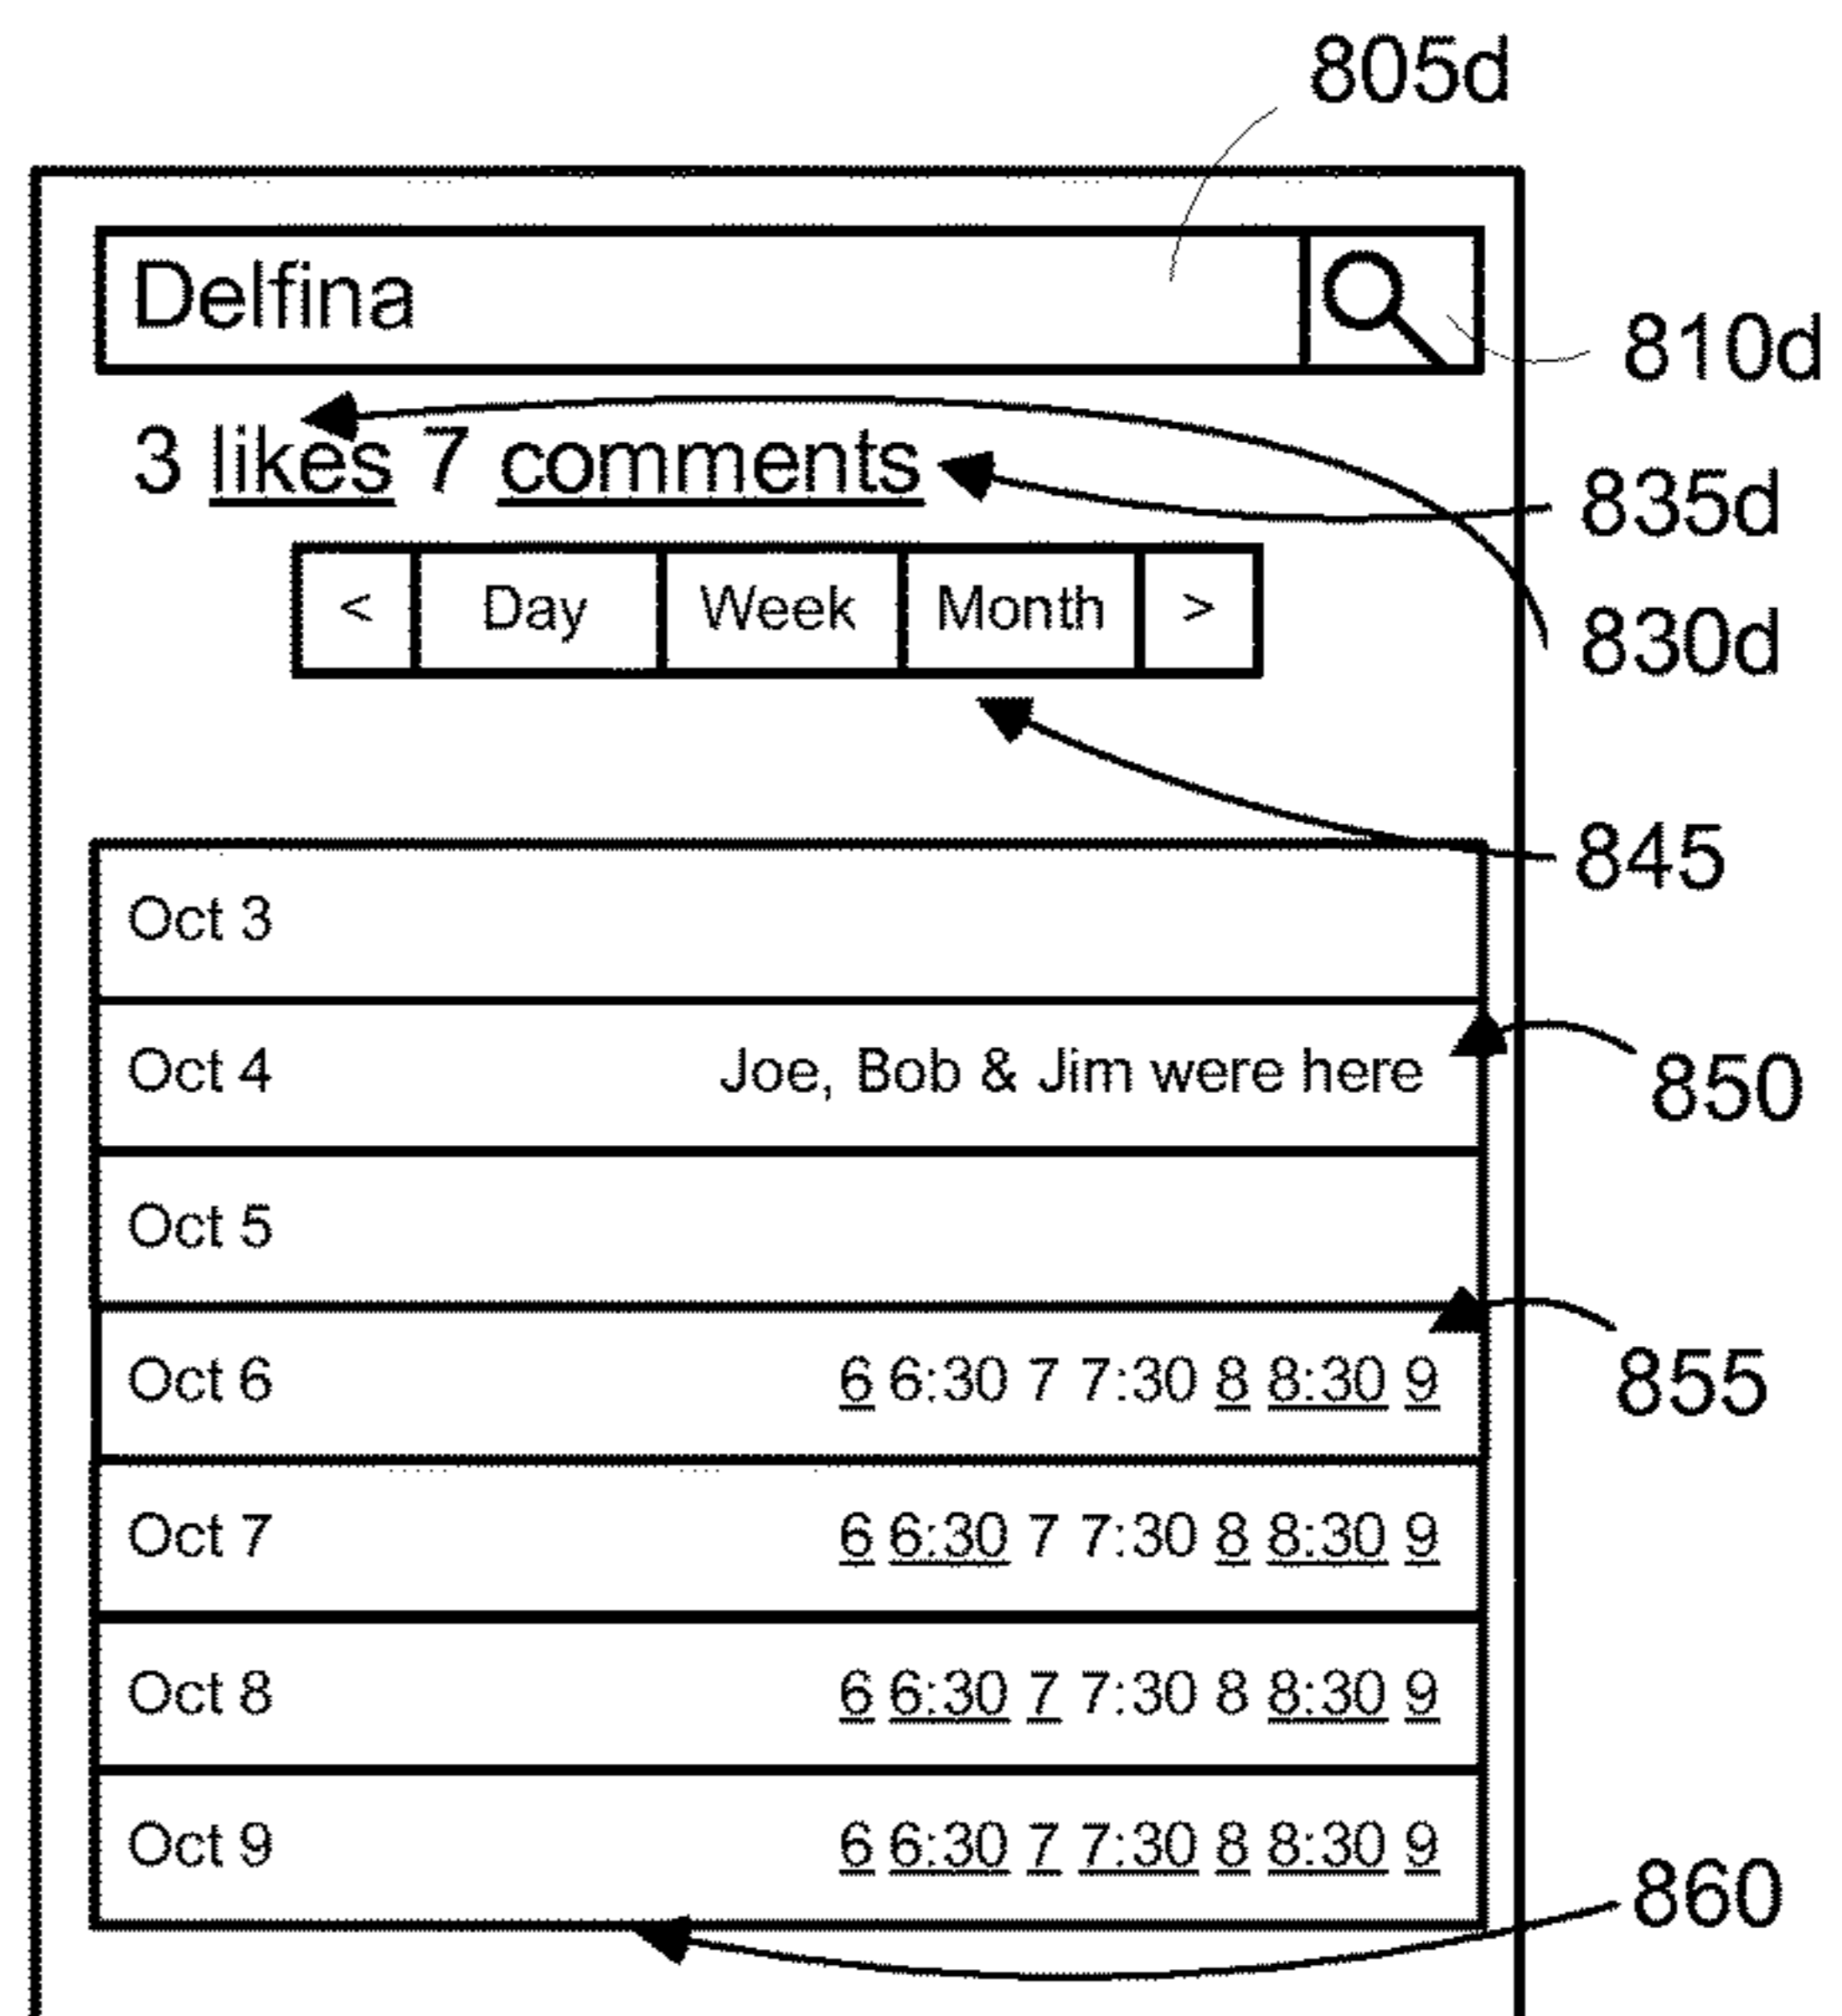 805d
Delfina
810d
3 likes 7 comments
835d
< Day Week Month >
830d
845
Oct 3
Oct 4 Joe, Bob & Jim were here
850
Oct 5
Oct 6 6 6:30 7 7:30 8 8:30 9
855
Oct 7 6 6:30 7 7:30 8 8:30 9
Oct 8 6 6:30 7 7:30 8 8:30 9
Oct 9 6 6:30 7 7:30 8 8:30 9
860